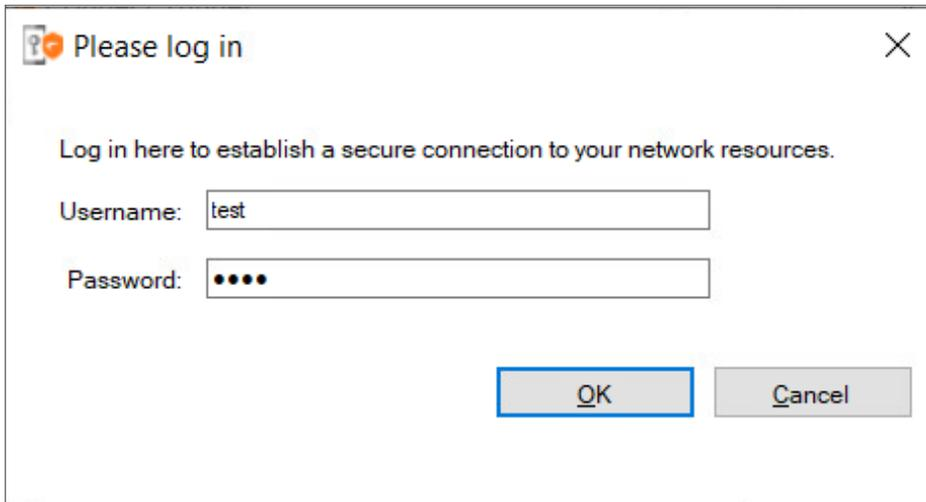 Please log in
Log in here to establish a secure connection to your network resources.
Username: test
Password: ••••
OK Cancel